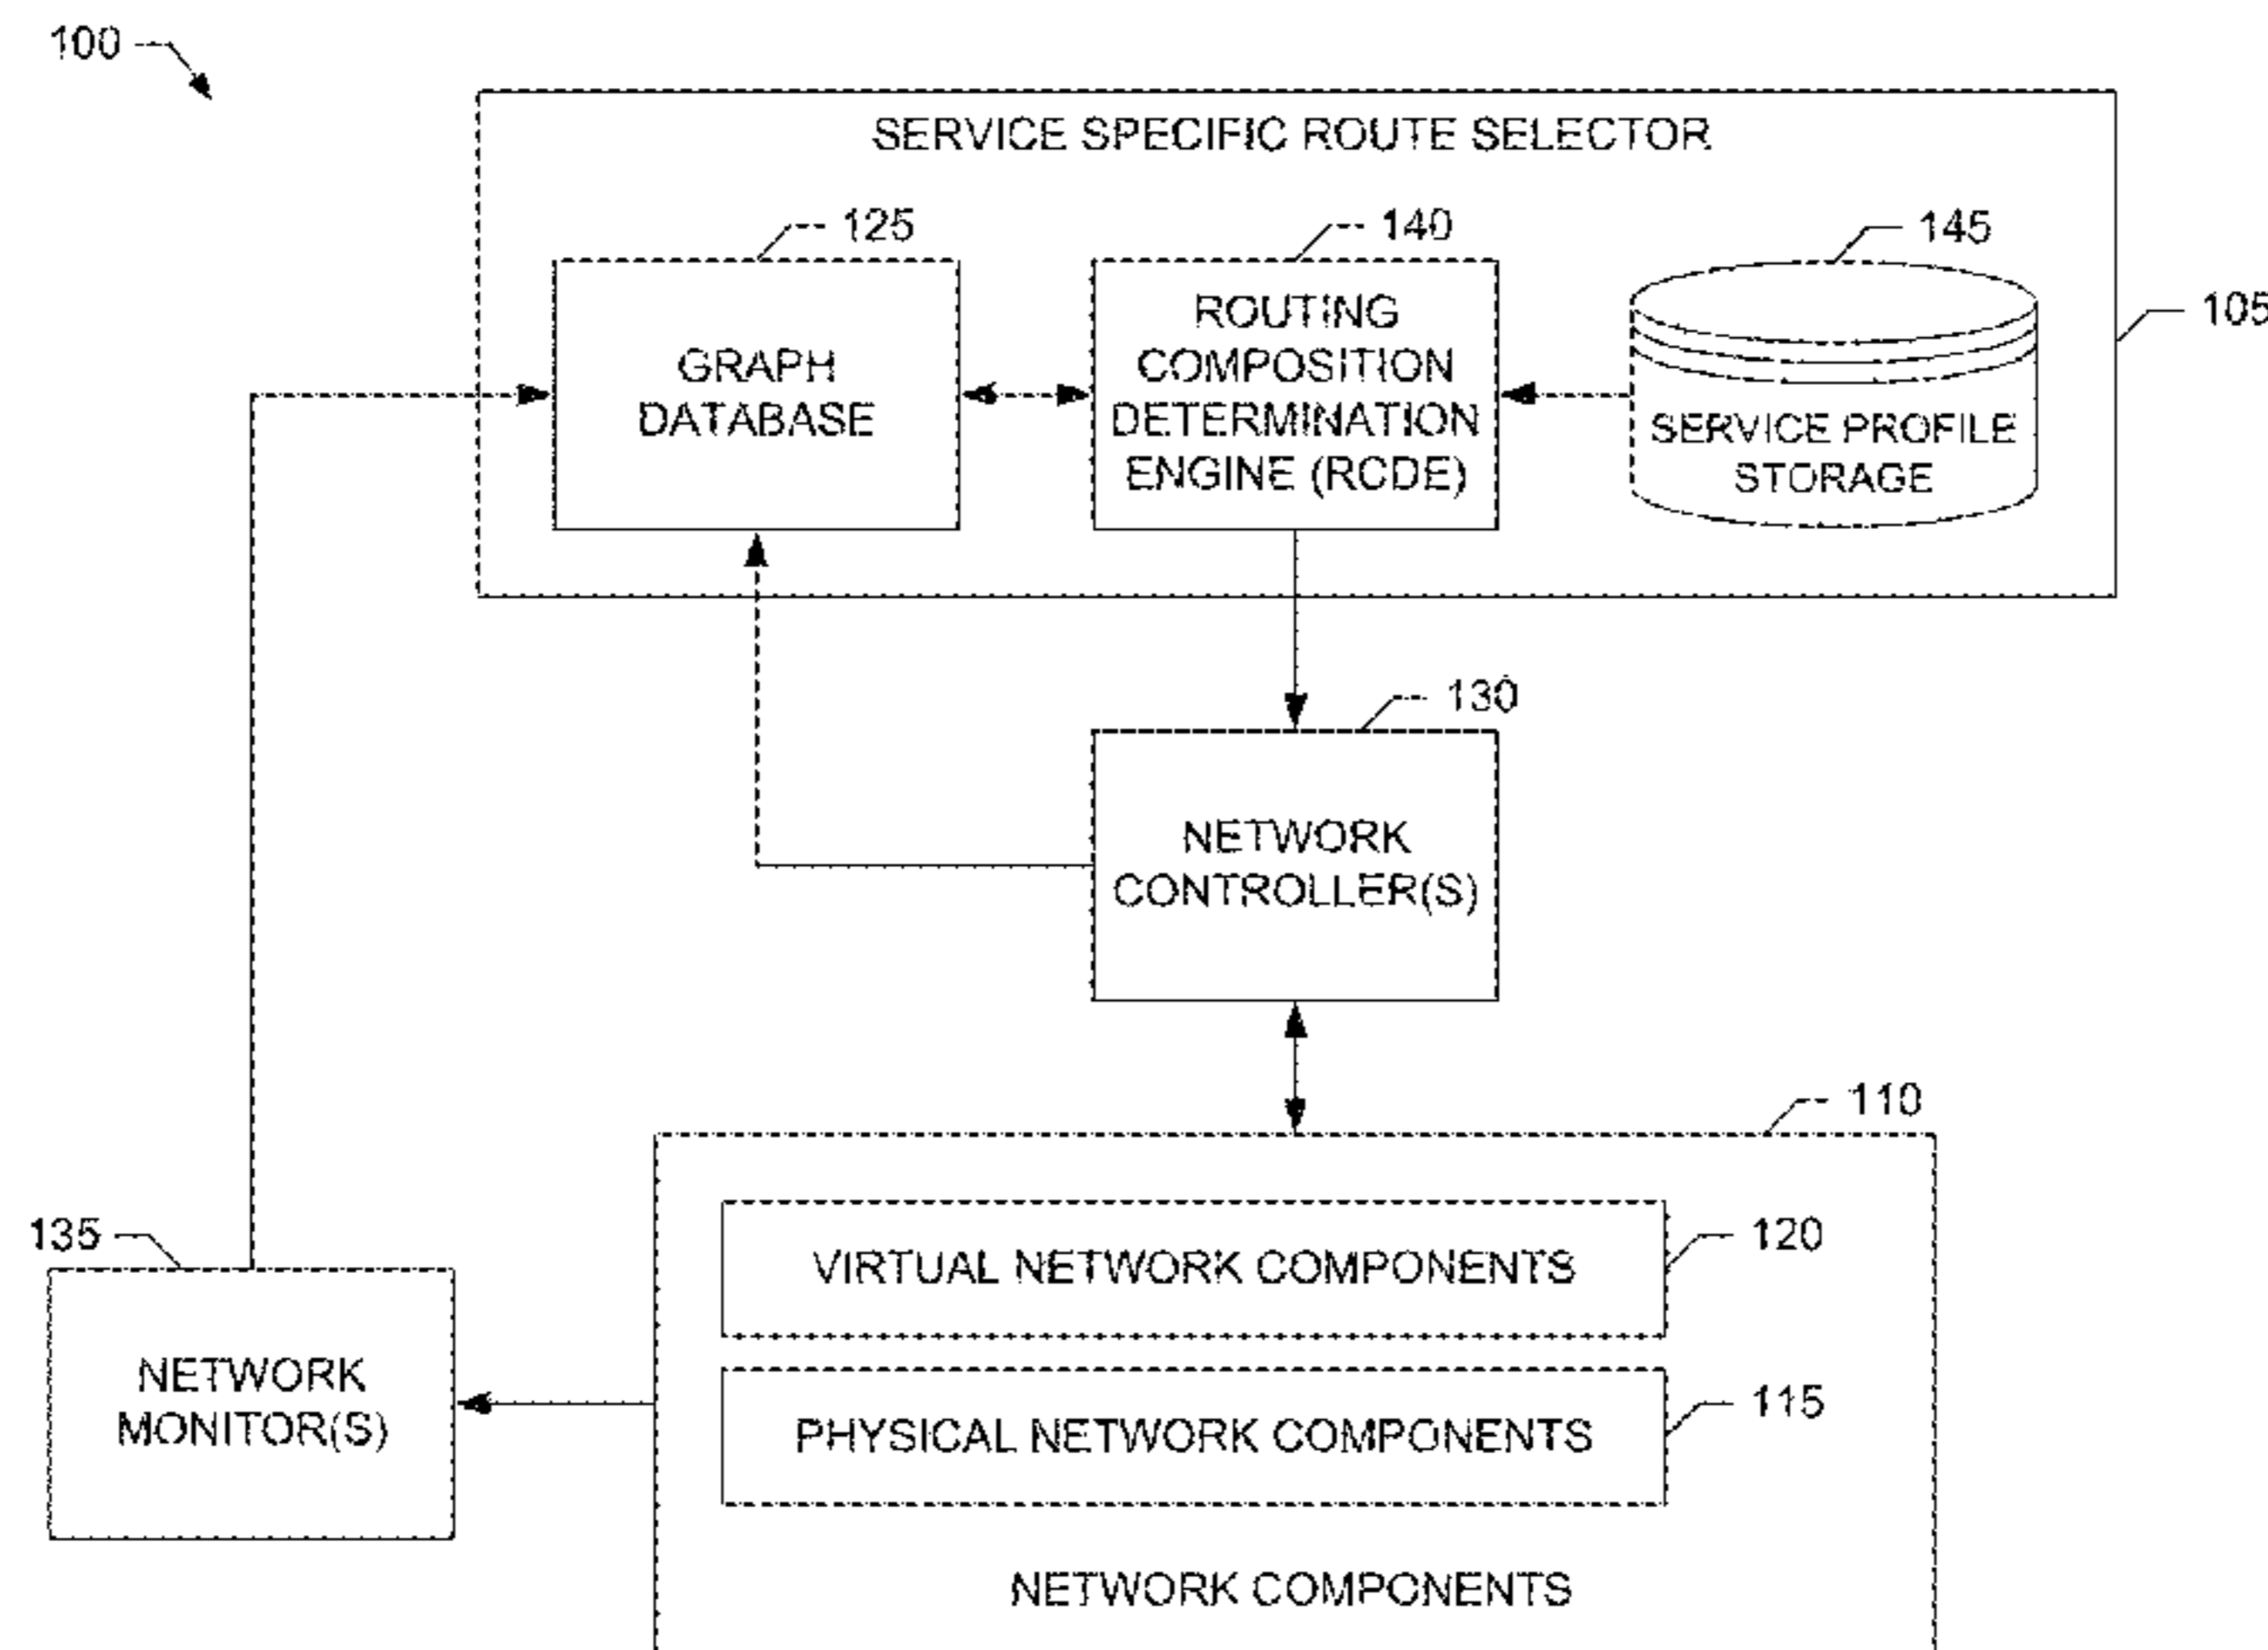 100
SERVICE SPECIFIC ROUTE SELECTOR
125
140
145
105
GRAPH
DATABASE
ROUTING
COMPOSITION
DETERMINATION
ENGINE (RCDE)
SERVICE PROFILE
STORAGE
130
NETWORK
CONTROLLER(S)
110
135
NETWORK
MONITOR(S)
VIRTUAL NETWORK COMPONENTS
120
PHYSICAL NETWORK COMPONENTS
115
NETWORK COMPONENTS